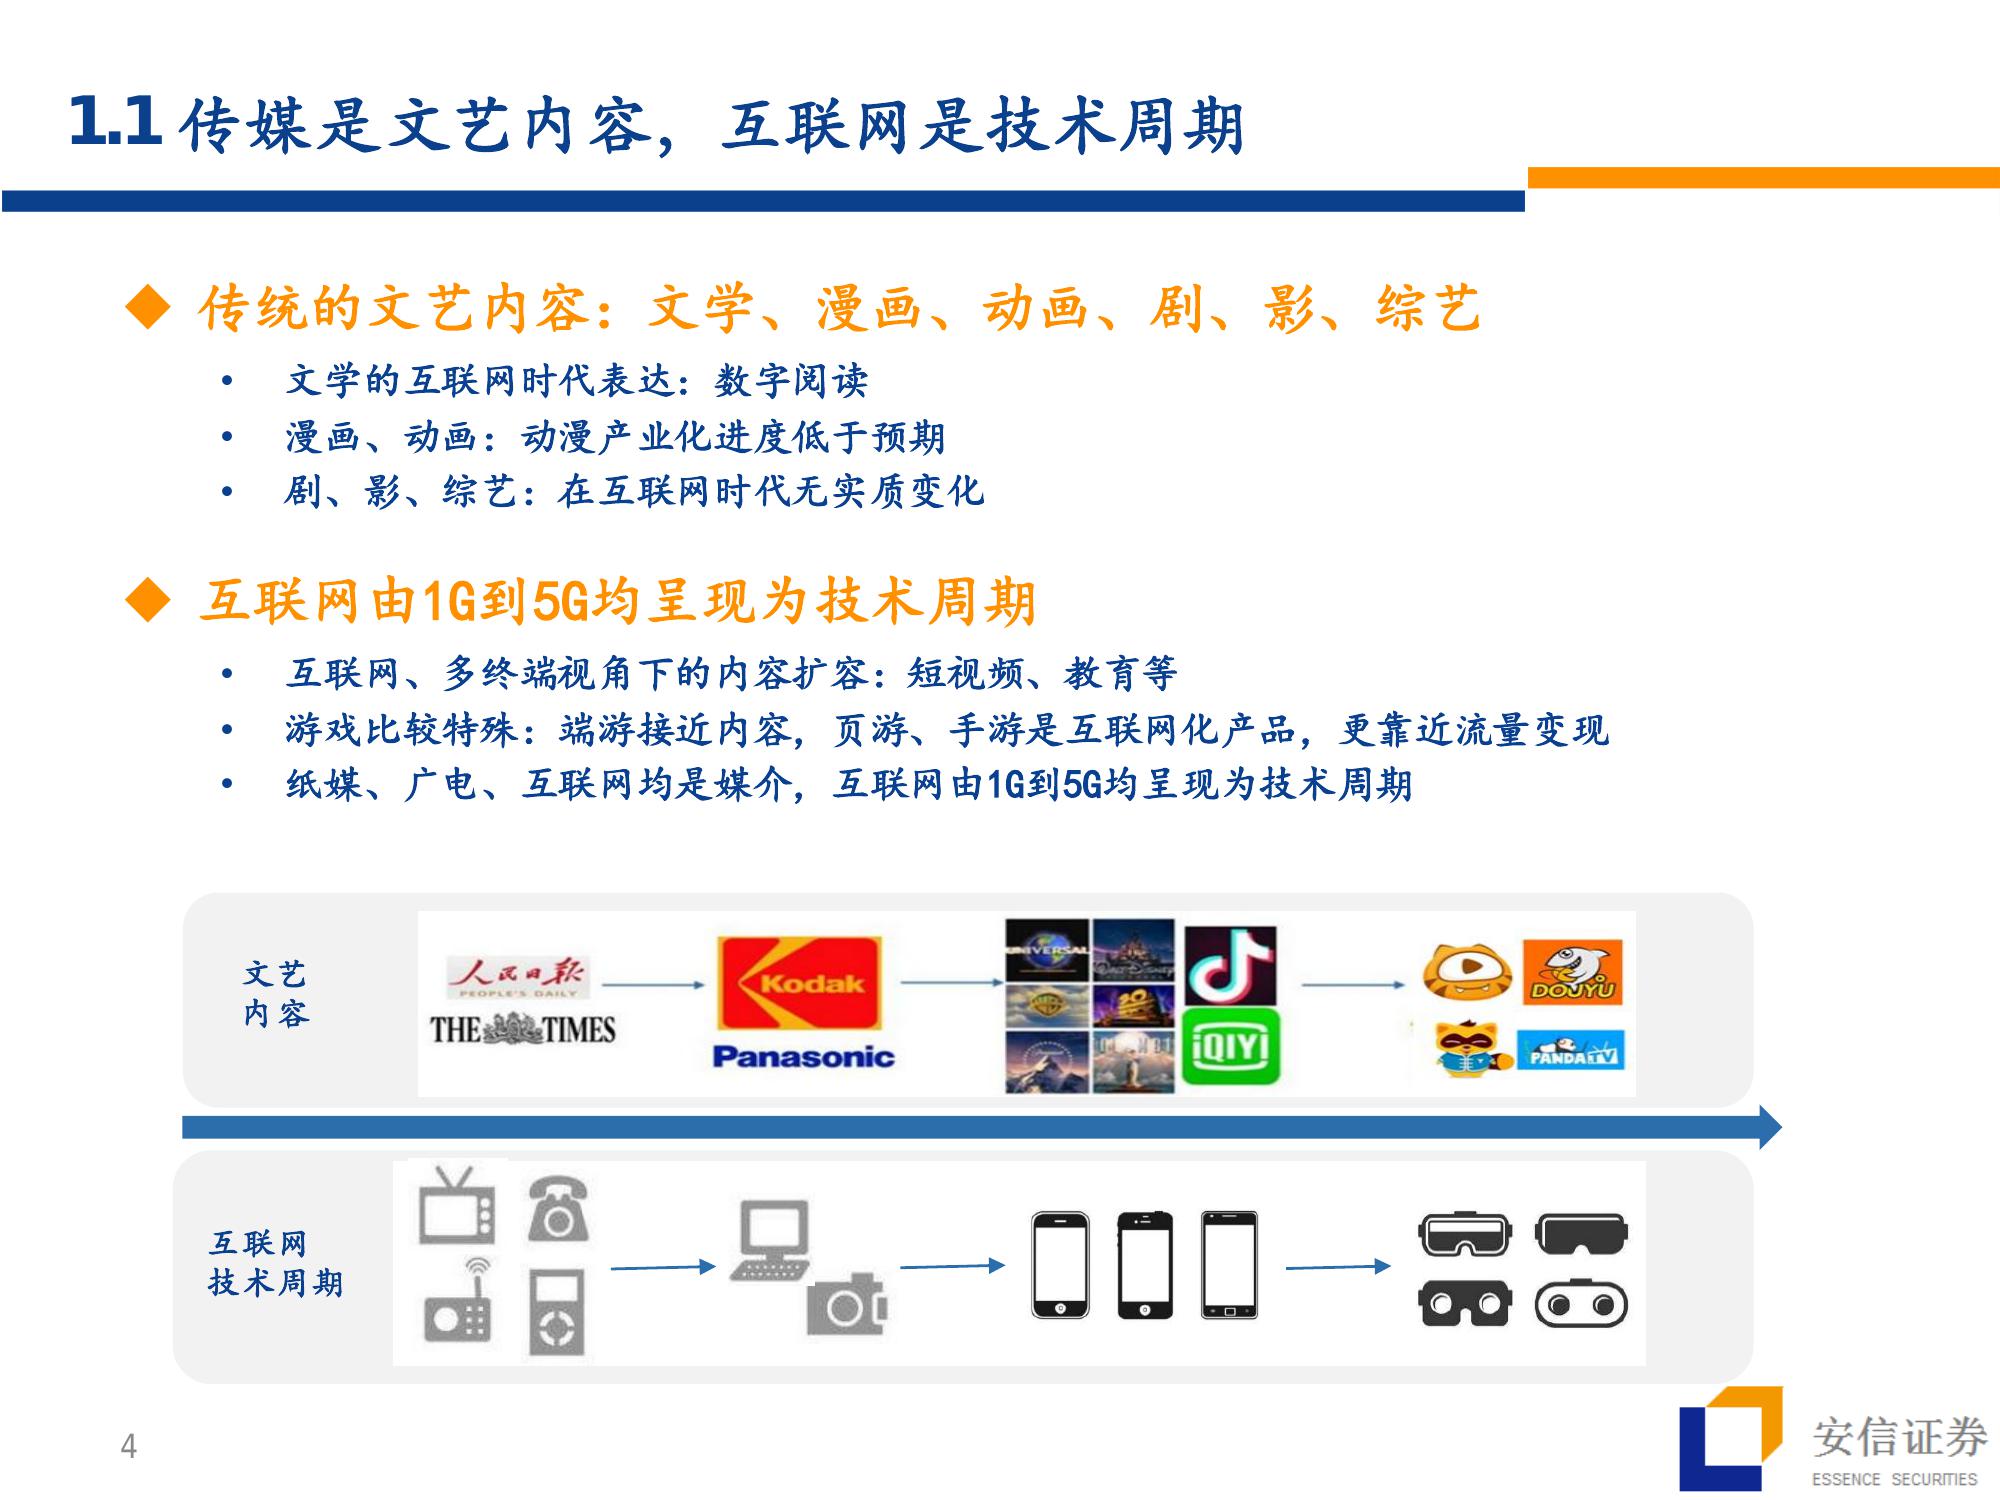 1.1 传媒是文艺内容，互联网是技术周期
传统的文艺内容：文学、漫画、动画、剧、影、综艺
• 文学的互联网时代表达：数字阅读
• 漫画、动画：动漫产业化进度低于预期
• 剧、影、综艺：在互联网时代无实质变化
互联网由1G到5G均呈现为技术周期
• 互联网、多终端视角下的内容扩容：短视频、教育等
• 游戏比较特殊：端游接近内容，页游、手游是互联网化产品，更靠近流量变现
• 纸媒、广电、互联网均是媒介，互联网由1G到5G均呈现为技术周期
文艺
内容
人民日报
PEOPLE'S DAILY
THE TIMES
Kodak
Panasonic
UNIVERSAL
WALT DISNEY
20
iQIYI
DOUYU
PANDA TV
互联网
技术周期
4
安信证券
ESSENCE SECURITIES